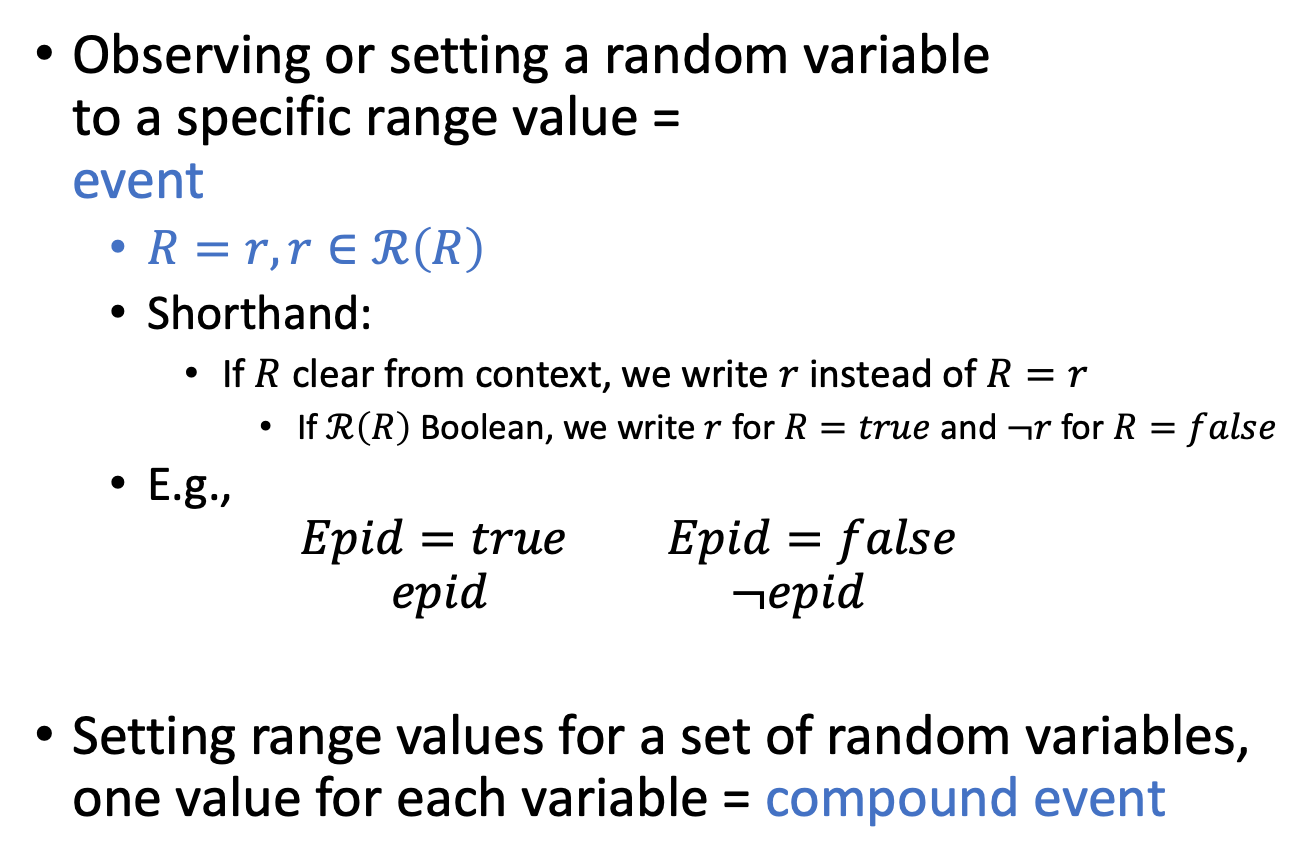 • Observing or setting a random variable
to a specific range value =
event
• R = r, r ∈ ℛ(R)
• Shorthand:
• If R clear from context, we write r instead of R = r
• If ℛ(R) Boolean, we write r for R = true and ¬r for R = false
• E.g.,
Epid = true Epid = false
epid ¬epid
• Setting range values for a set of random variables,
one value for each variable = compound event